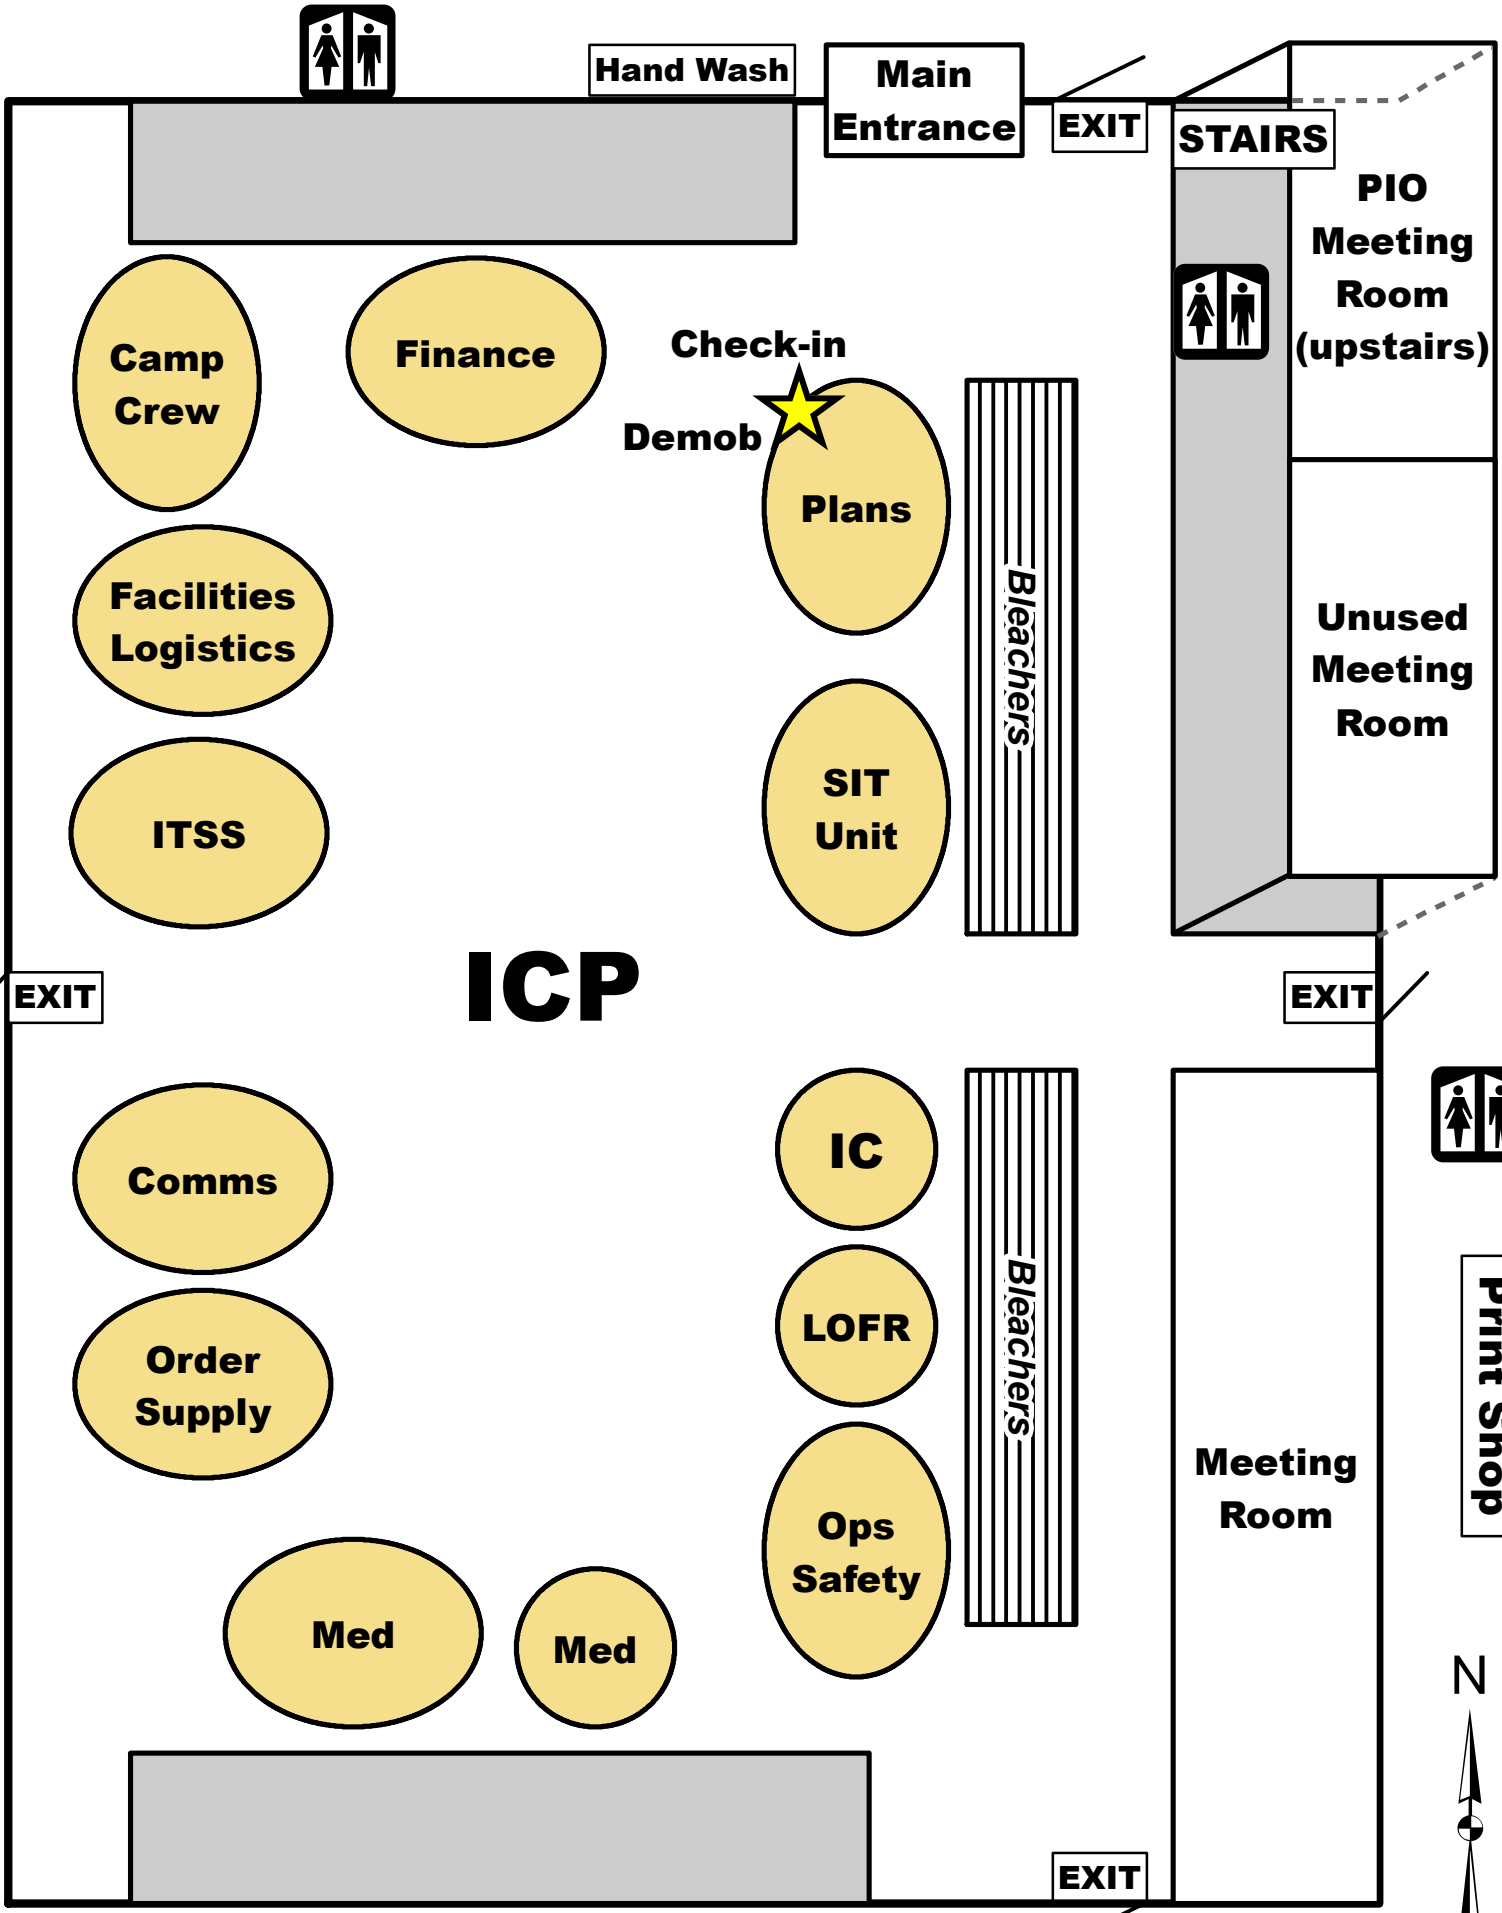 Hand Wash
Main
Entrance
EXIT
STAIRS
PIO
Meeting
Room
(upstairs)
Camp
Crew
Finance
Check-in
Demob
Plans
Bleachers
Facilities
Logistics
Unused
Meeting
Room
SIT
Unit
ITSS
ICP
EXIT
EXIT
Comms
IC
LOFR
Bleachers
Print Shop
Order
Supply
Meeting
Room
Ops
Safety
Med
Med
N
EXIT